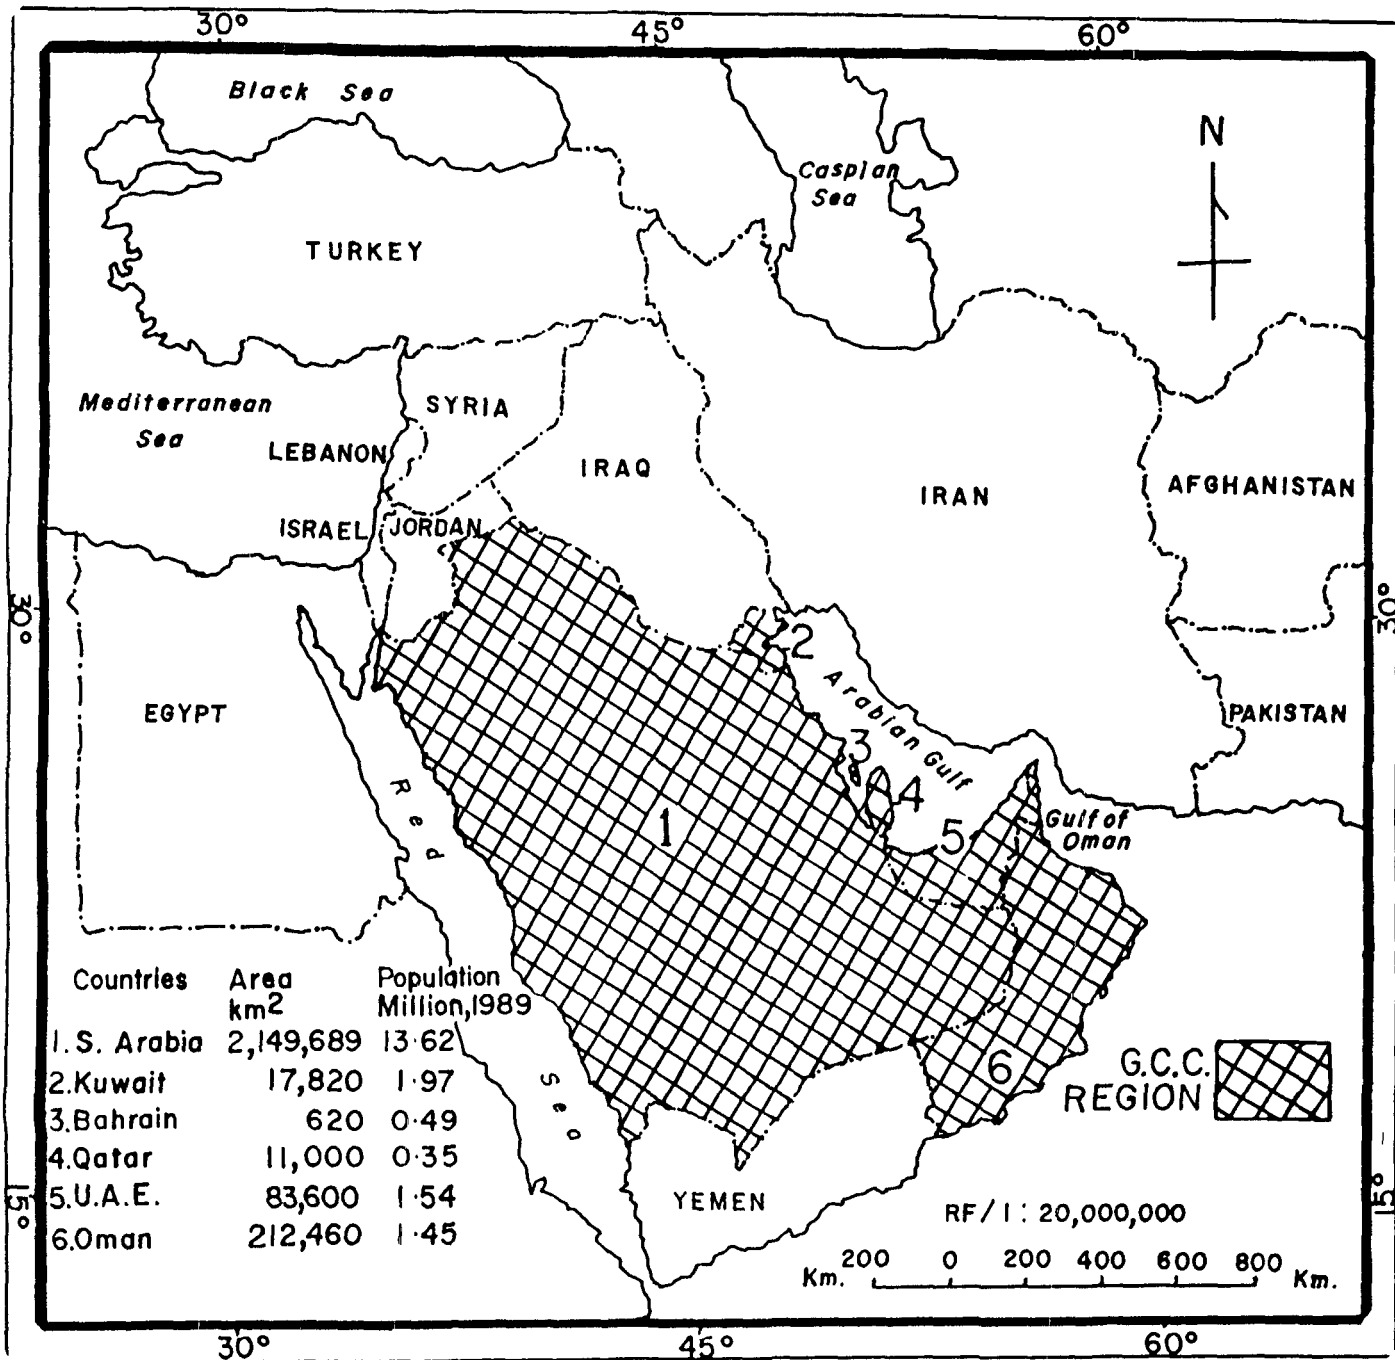 30° 45° 60°
Black Sea
N
Caspian
Sea
TURKEY
Mediterranean
Sea
SYRIA
LEBANON
IRAQ
IRAN
AFGHANISTAN
ISRAEL JORDAN
30° 30°
2
Arabian Gulf
EGYPT
PAKISTAN
3
4
Red Sea
1
5
Gulf of
Oman
Countries Area Population
km2 Million,1989
1.S. Arabia 2,149,689 13·62
2.Kuwait 17,820 1·97
3.Bahrain 620 0·49
4.Qatar 11,000 0·35
5.U.A.E. 83,600 1·54
6.Oman 212,460 1·45
6
G.C.C.
REGION
15° 15°
YEMEN
RF/1: 20,000,000
200 0 200 400 600 800
Km. Km.
30° 45° 60°